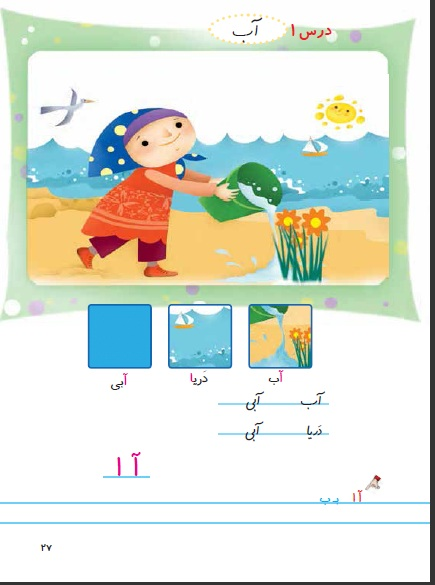 درس ۱
آب
آب دَریا آبی
آب آبی
دَریا آبی
آ ا
آ ا بـ ب
۲۷